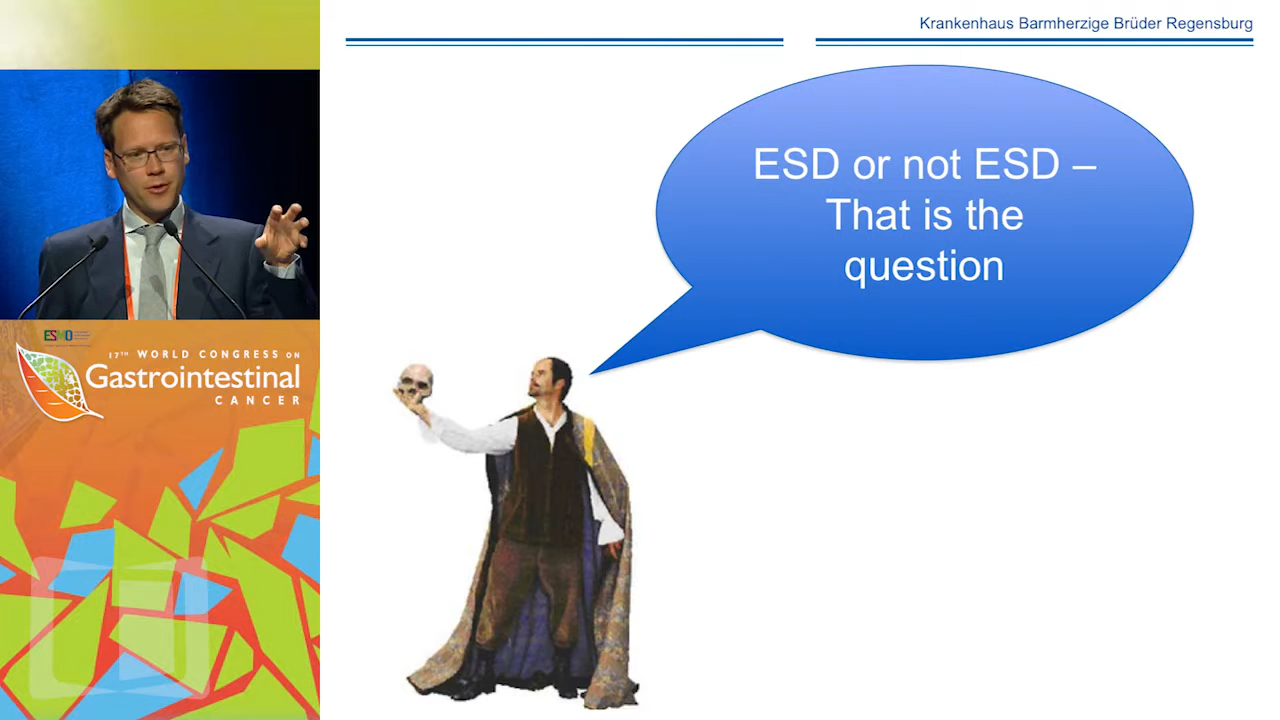 Krankenhaus Barmherzige Brüder Regensburg
ESD or not ESD –
That is the
question
ESMO
17TH WORLD CONGRESS ON
Gastrointestinal
CANCER